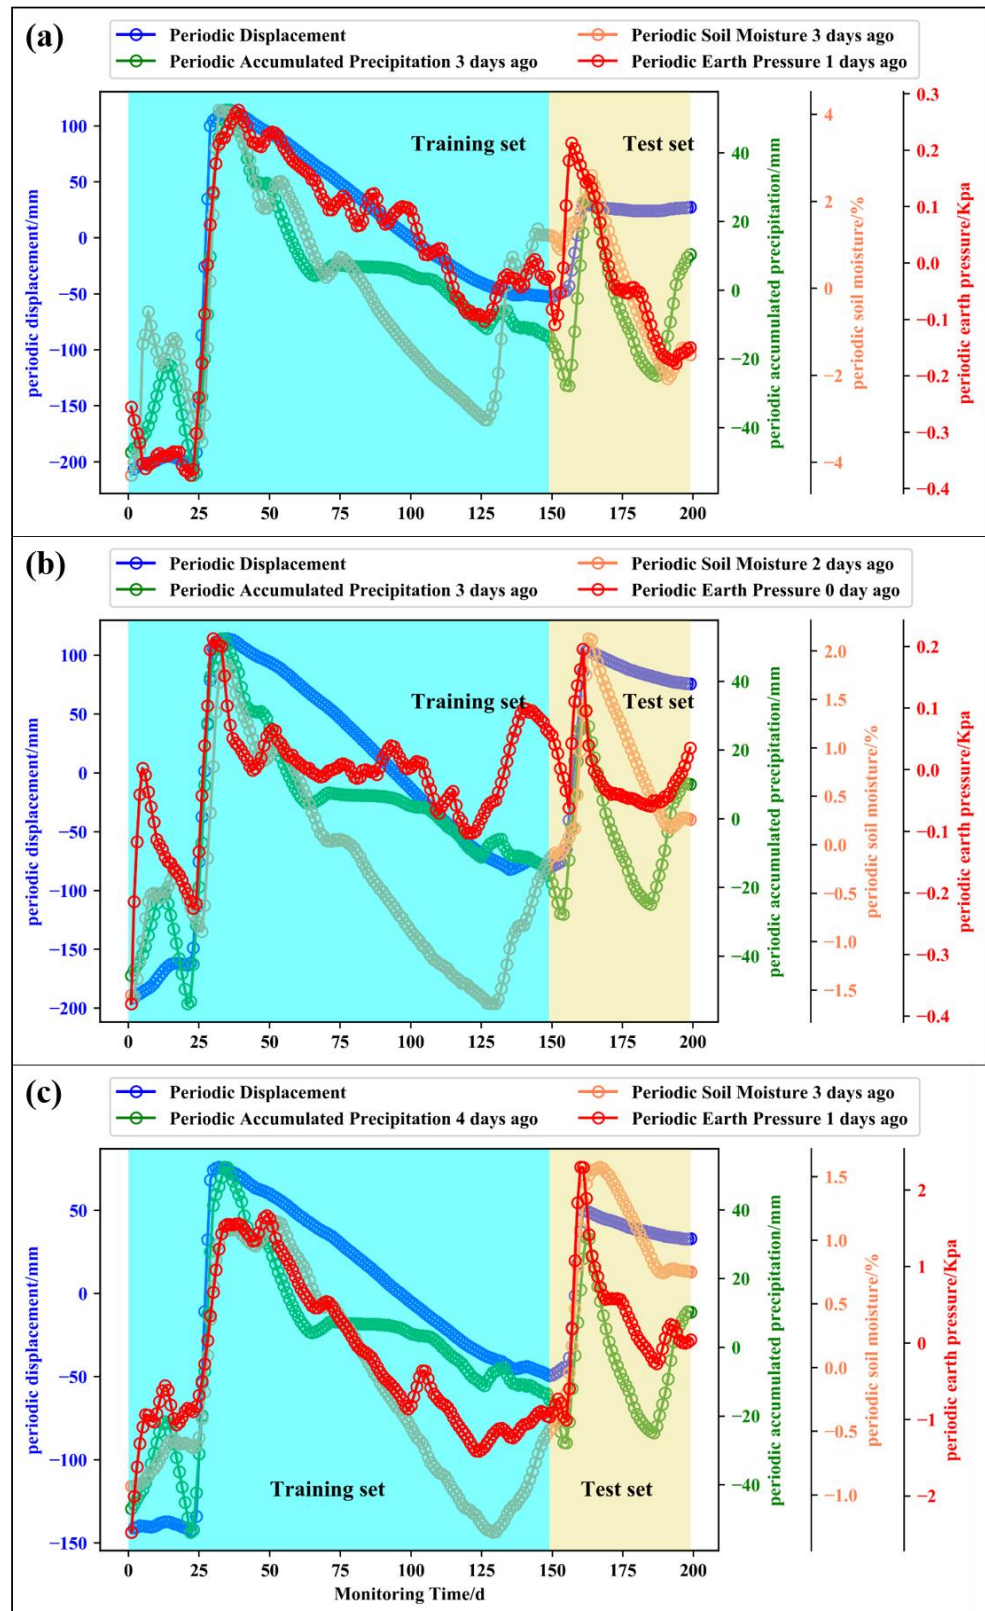 (a)
Periodic Displacement
Periodic Accumulated Precipitation 3 days ago
Periodic Soil Moisture 3 days ago
Periodic Earth Pressure 1 days ago
Training set
Test set
periodic displacement/mm
100
50
0
−50
−100
−150
−200
0 25 50 75 100 125 150 175 200
40
20
0
−20
−40
periodic accumulated precipitation/mm
4
2
0
−2
−4
periodic soil moisture/%
0.3
0.2
0.1
0.0
−0.1
−0.2
−0.3
−0.4
periodic earth pressure/Kpa
(b)
Periodic Displacement
Periodic Accumulated Precipitation 3 days ago
Periodic Soil Moisture 2 days ago
Periodic Earth Pressure 0 day ago
Training set
Test set
periodic displacement/mm
100
50
0
−50
−100
−150
−200
0 25 50 75 100 125 150 175 200
40
20
0
−20
−40
periodic accumulated precipitation/mm
2.0
1.5
1.0
0.5
0.0
−0.5
−1.0
−1.5
periodic soil moisture/%
0.2
0.1
0.0
−0.1
−0.2
−0.3
−0.4
periodic earth pressure/Kpa
(c)
Periodic Displacement
Periodic Accumulated Precipitation 4 days ago
Periodic Soil Moisture 3 days ago
Periodic Earth Pressure 1 days ago
Training set
Test set
periodic displacement/mm
50
0
−50
−100
−150
0 25 50 75 100 125 150 175 200
Monitoring Time/d
40
20
0
−20
−40
periodic accumulated precipitation/mm
1.5
1.0
0.5
0.0
−0.5
−1.0
periodic soil moisture/%
2
1
0
−1
−2
periodic earth pressure/Kpa